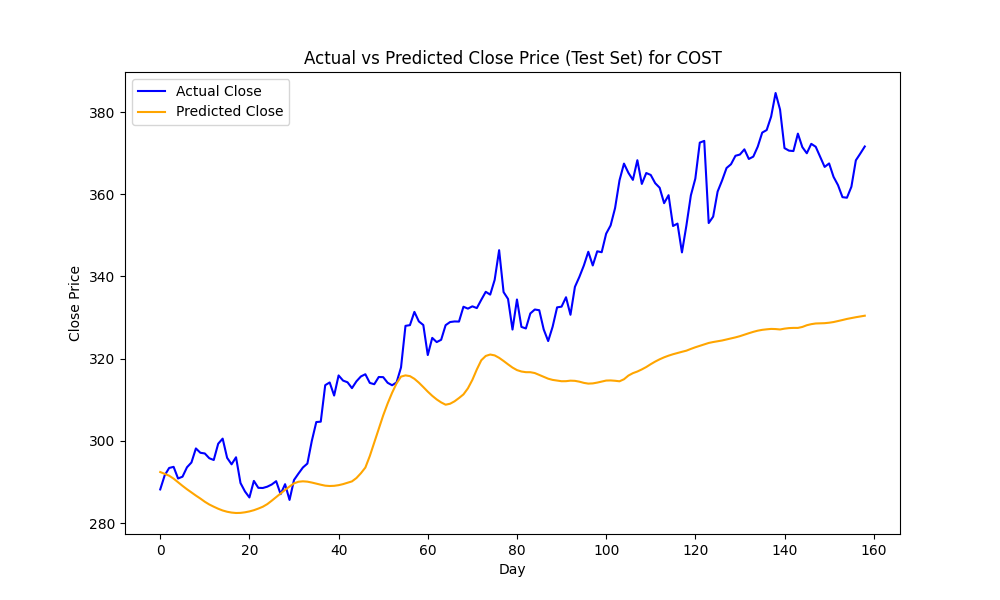 Actual vs Predicted Close Price (Test Set) for COST
Actual Close
Predicted Close
Close Price
380
360
340
320
300
280
0 20 40 60 80 100 120 140 160
Day